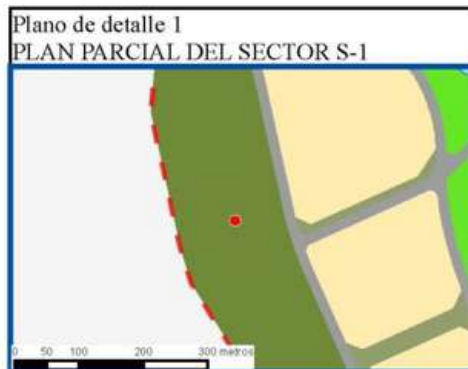 Plano de detalle 1
PLAN PARCIAL DEL SECTOR S-1
0 50 100 200 300 metros